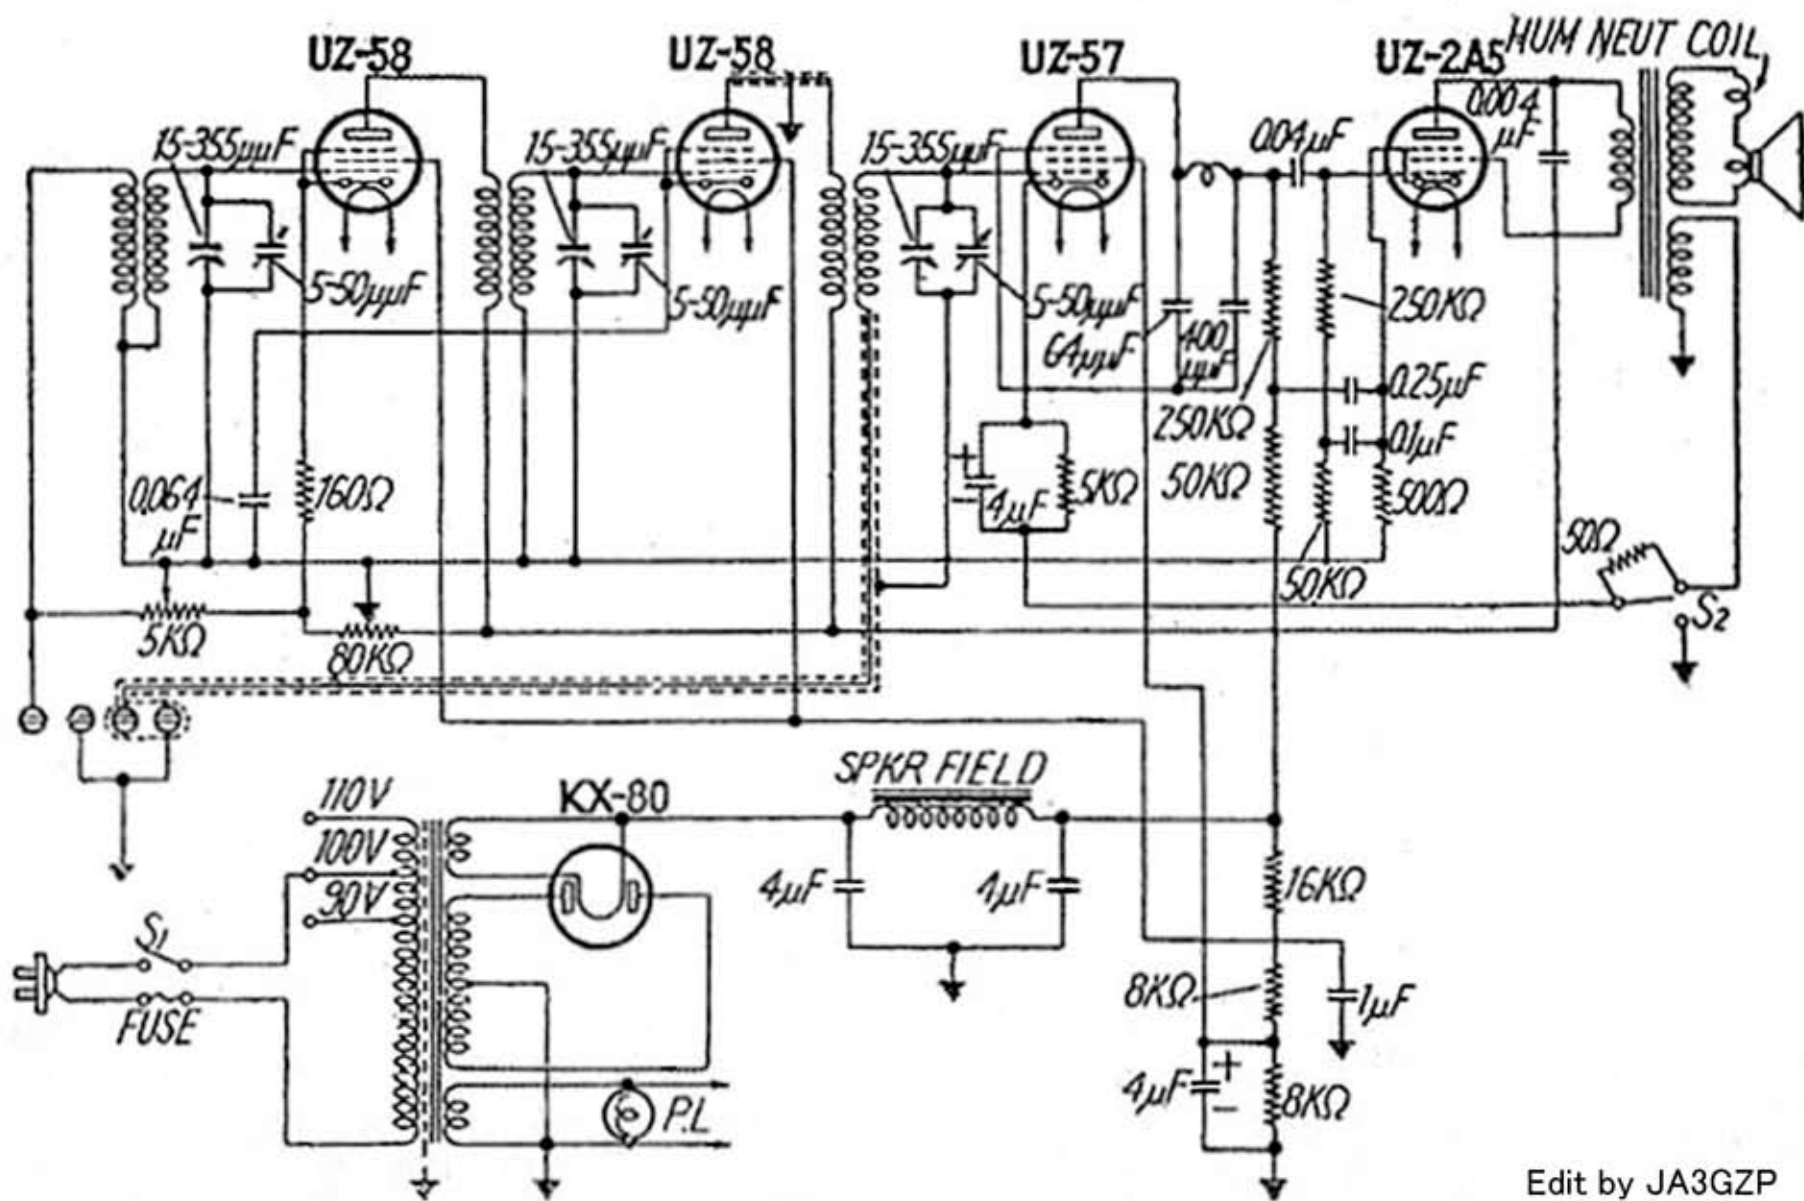 UZ-58
UZ-58
UZ-57
UZ-2A5
HUM NEUT COIL
15-355μμF
15-355μμF
15-355μμF
0.04μF
0.004
μF
5-50μμF
5-50μμF
5-50μμF
64μμF
400
μμF
250KΩ
250KΩ
0.25μF
0.1μF
0.064
μF
160Ω
+
-
4μF
5KΩ
50KΩ
500Ω
50KΩ
50Ω
S2
5KΩ
80KΩ
SPKR FIELD
110V
KX-80
100V
90V
4μF
4μF
16KΩ
S1
FUSE
8KΩ
1μF
P.L
4μF
+
-
8KΩ
Edit by JA3GZP